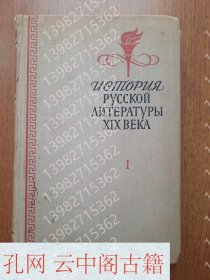 ИСТОРИЯ
РУССКОЙ
ЛИТЕРАТУРЫ
XIX ВЕКА
I
13982715362
孔网 云中阁古籍